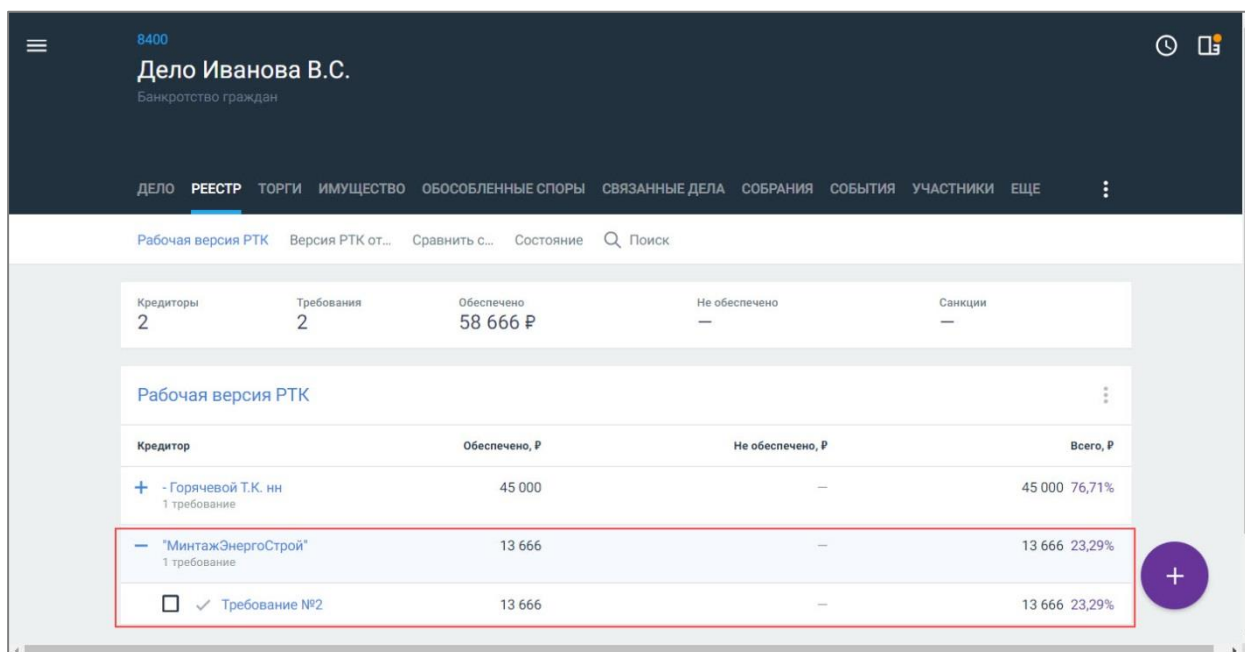 8400
Дело Иванова В.С.
Банкротство граждан
ДЕЛО РЕЕСТР ТОРГИ ИМУЩЕСТВО ОБОСОБЛЕННЫЕ СПОРЫ СВЯЗАННЫЕ ДЕЛА СОБРАНИЯ СОБЫТИЯ УЧАСТНИКИ ЕЩЕ
Рабочая версия РТК Версия РТК от... Сравнить с... Состояние Поиск
Кредиторы Требования Обеспечено Не обеспечено Санкции
2 2 58 666 ₽ — —
Рабочая версия РТК
Кредитор Обеспечено, ₽ Не обеспечено, ₽ Всего, ₽
- Горячевой Т.К. нн 45 000 — 45 000 76,71%
1 требование
"МинтажЭнергоСтрой" 13 666 — 13 666 23,29%
1 требование
Требование №2 13 666 — 13 666 23,29%